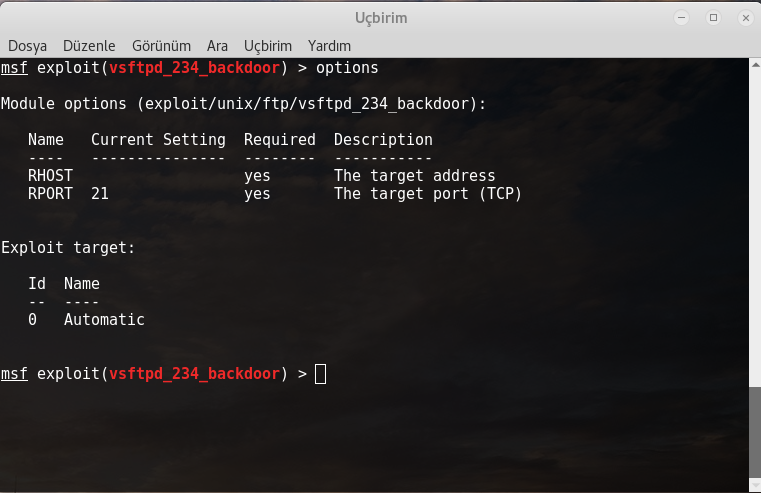 Uçbirim
Dosya Düzenle Görünüm Ara Uçbirim Yardım
msf exploit(vsftpd_234_backdoor) > options
Module options (exploit/unix/ftp/vsftpd_234_backdoor):
Name Current Setting Required Description
---- --------------- -------- -----------
RHOST yes The target address
RPORT 21 yes The target port (TCP)
Exploit target:
Id Name
-- ----
0 Automatic
msf exploit(vsftpd_234_backdoor) >